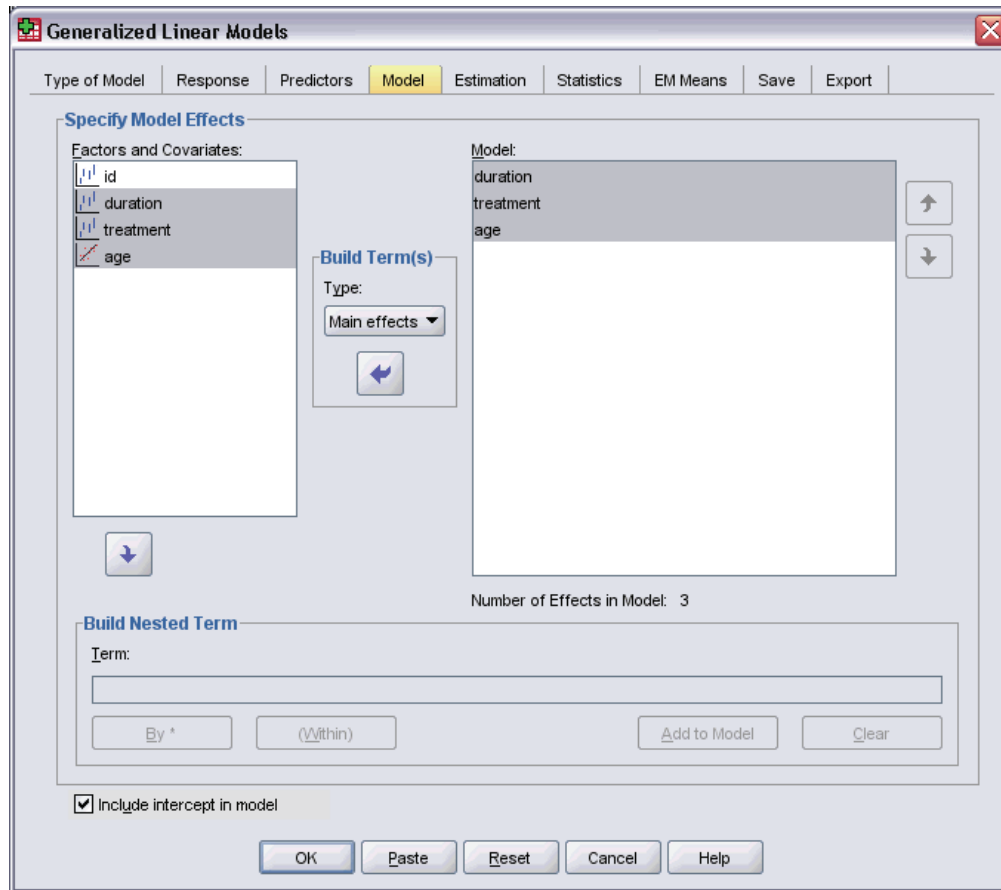 Generalized Linear Models
Type of Model Response Predictors Model Estimation Statistics EM Means Save Export
Specify Model Effects
Factors and Covariates:
id
duration
treatment
age
Build Term(s)
Type:
Main effects
Model:
duration
treatment
age
Number of Effects in Model: 3
Build Nested Term
Term:
By *
(Within)
Add to Model
Clear
Include intercept in model
OK Paste Reset Cancel Help